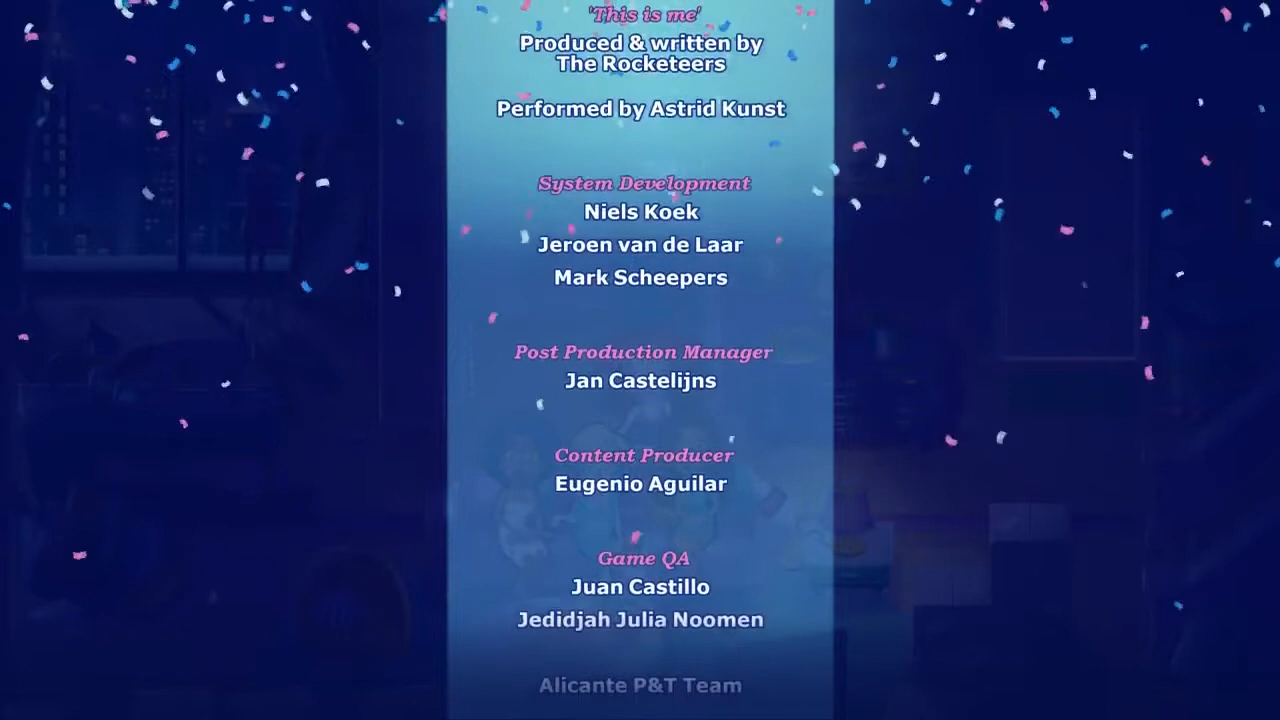 'This is me'
Produced & written by
The Rocketeers
Performed by Astrid Kunst
System Development
Niels Koek
Jeroen van de Laar
Mark Scheepers
Post Production Manager
Jan Castelijns
Content Producer
Eugenio Aguilar
Game QA
Juan Castillo
Jedidjah Julia Noomen
Alicante P&T Team